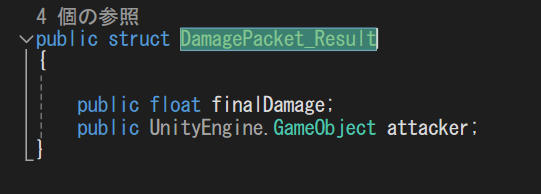 4 個の参照
public struct DamagePacket_Result
{
public float finalDamage;
public UnityEngine.GameObject attacker;
}